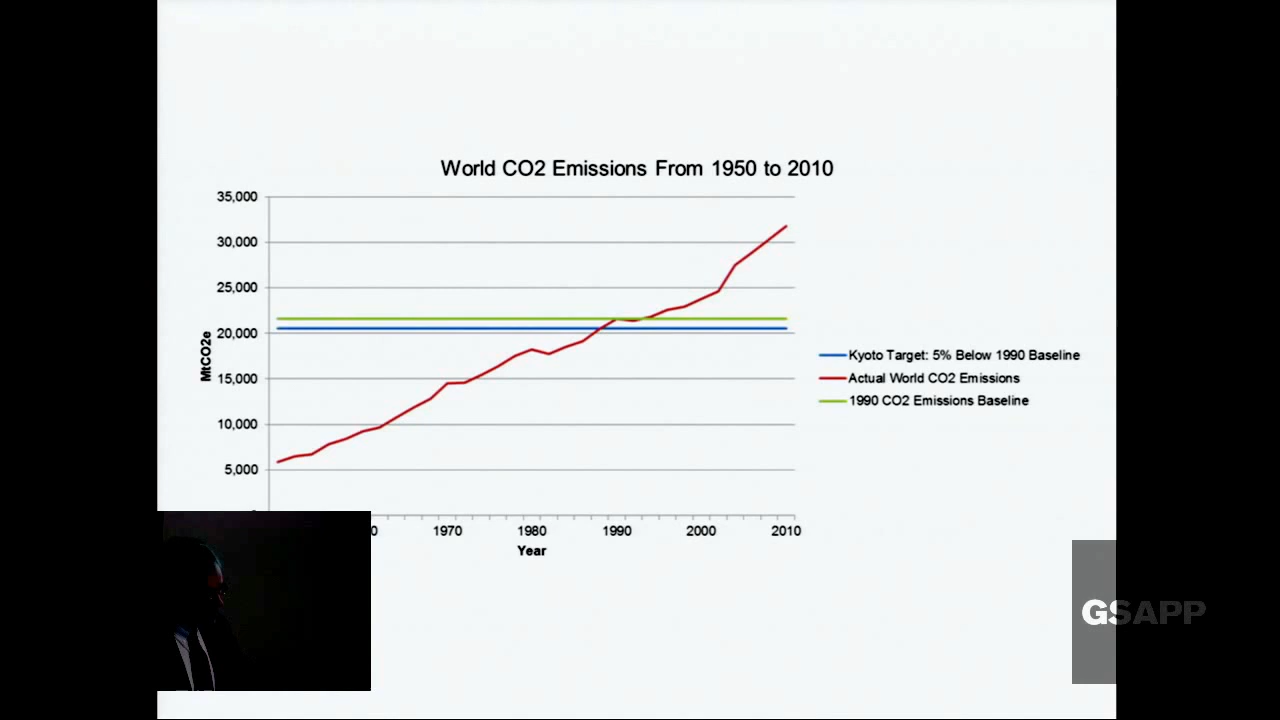 World CO2 Emissions From 1950 to 2010
35,000
30,000
25,000
20,000
15,000
10,000
5,000
MtCO2e
0 1970 1980 1990 2000 2010
Year
Kyoto Target: 5% Below 1990 Baseline
Actual World CO2 Emissions
1990 CO2 Emissions Baseline
GSAPP